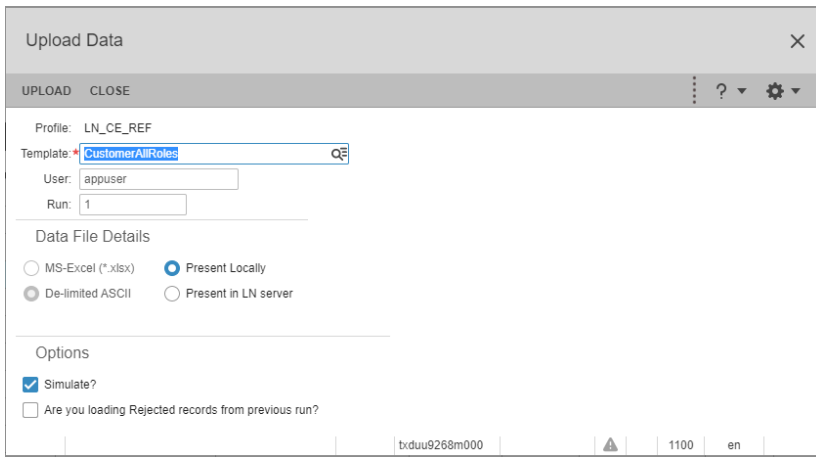 Upload Data
UPLOAD CLOSE ?
Profile: LN_CE_REF
Template:* CustomerAllRoles
User: appuser
Run: 1
Data File Details
MS-Excel (*.xlsx) Present Locally
De-limited ASCII Present in LN server
Options
Simulate?
Are you loading Rejected records from previous run?
txduu9268m000 1100 en